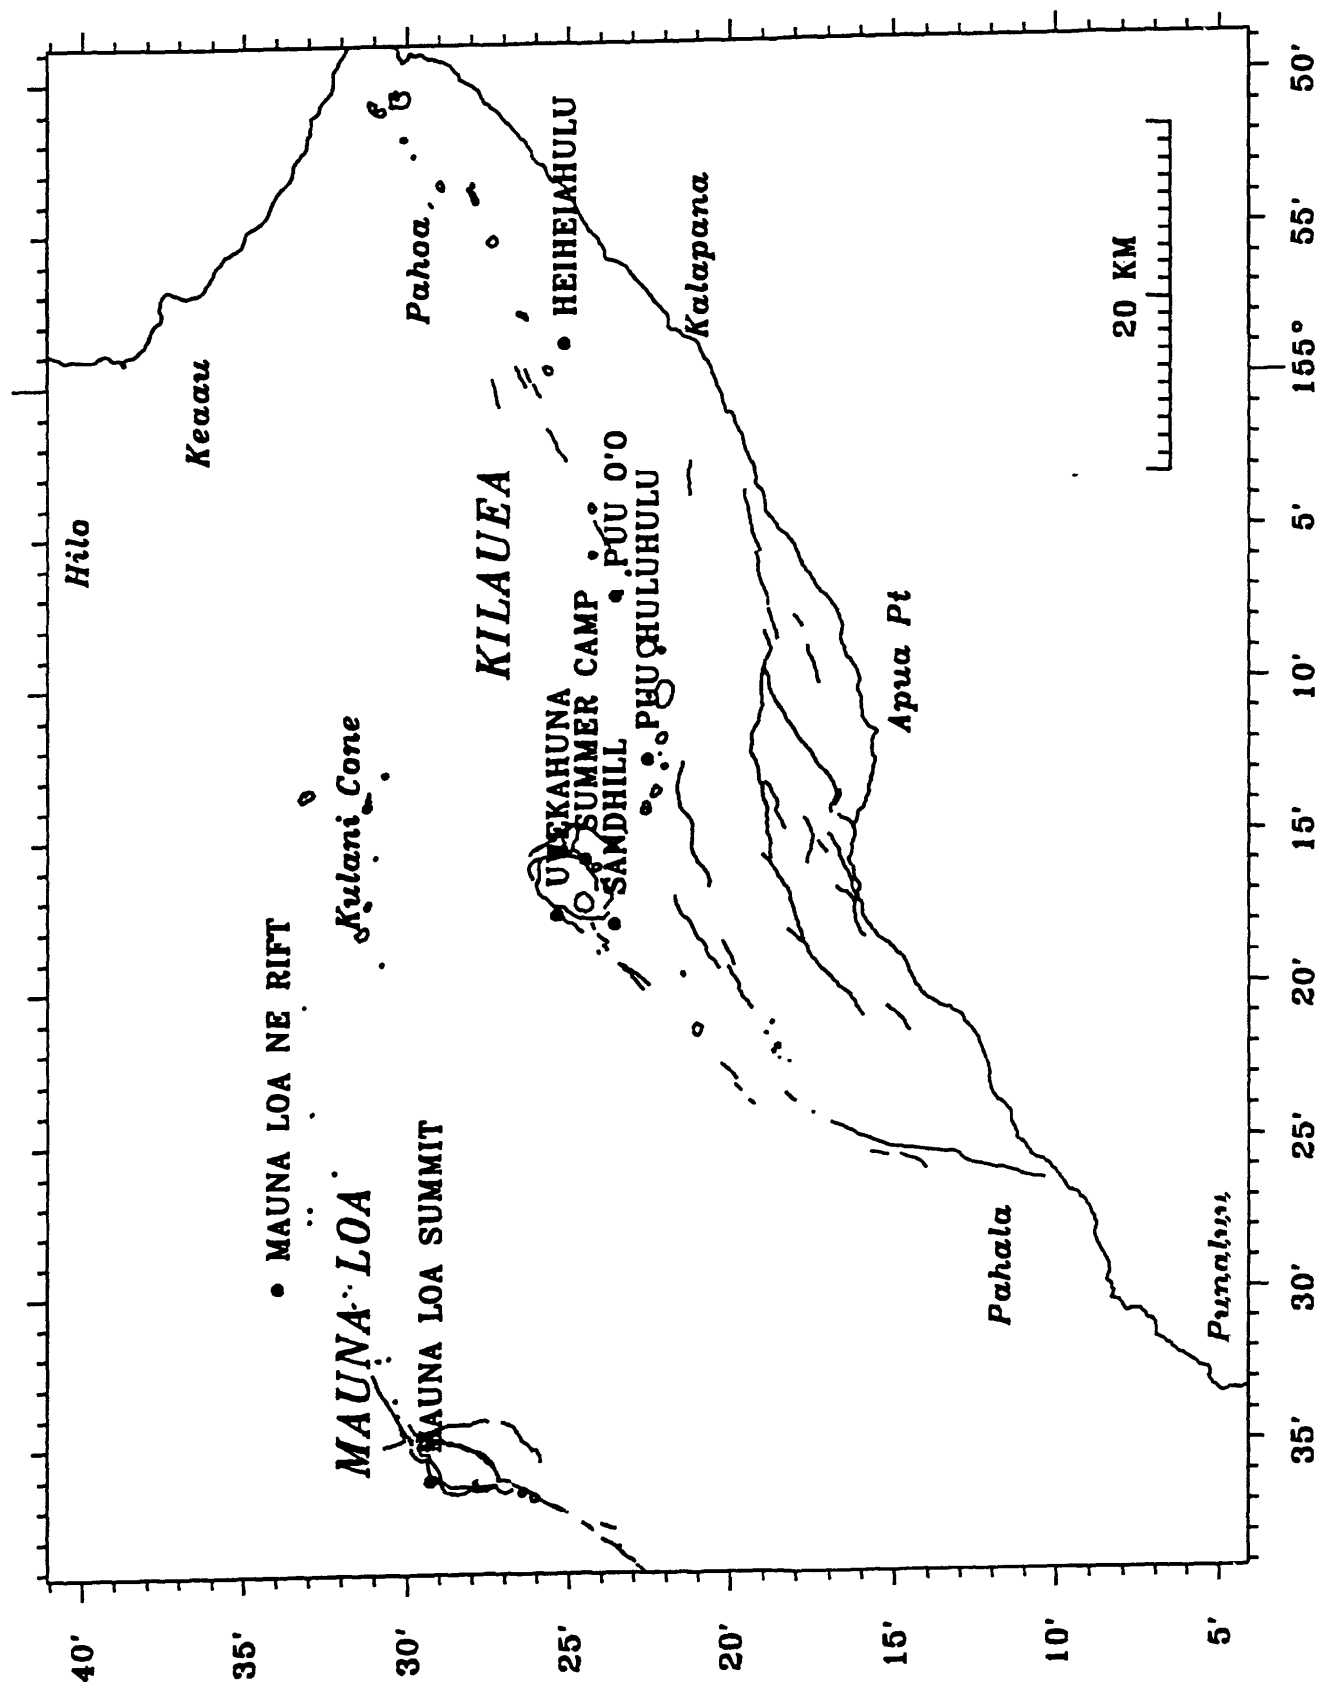 40'
35'
30'
25'
20'
15'
10'
5'
Hilo
Keaau
Pahoa
HEIHEIAHULU
Kalapana
KILAUEA
PUU O'O
PUU HULUHULU
SUMMER CAMP
UWEKAHUNA
SANDHILL
Kulani Cone
MAUNA LOA NE RIFT
MAUNA LOA
MAUNA LOA SUMMIT
Apua Pt
Pahala
Punaluu
20 KM
35'
30'
25'
20'
15'
10'
5'
155°
55'
50'